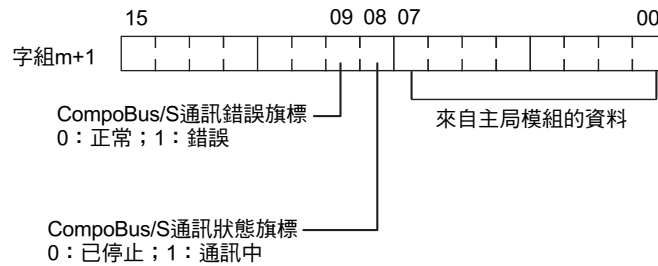 15 09 08 07 00
字組m+1
CompoBus/S通訊錯誤旗標
0：正常；1：錯誤
來自主局模組的資料
CompoBus/S通訊狀態旗標
0：已停止；1：通訊中